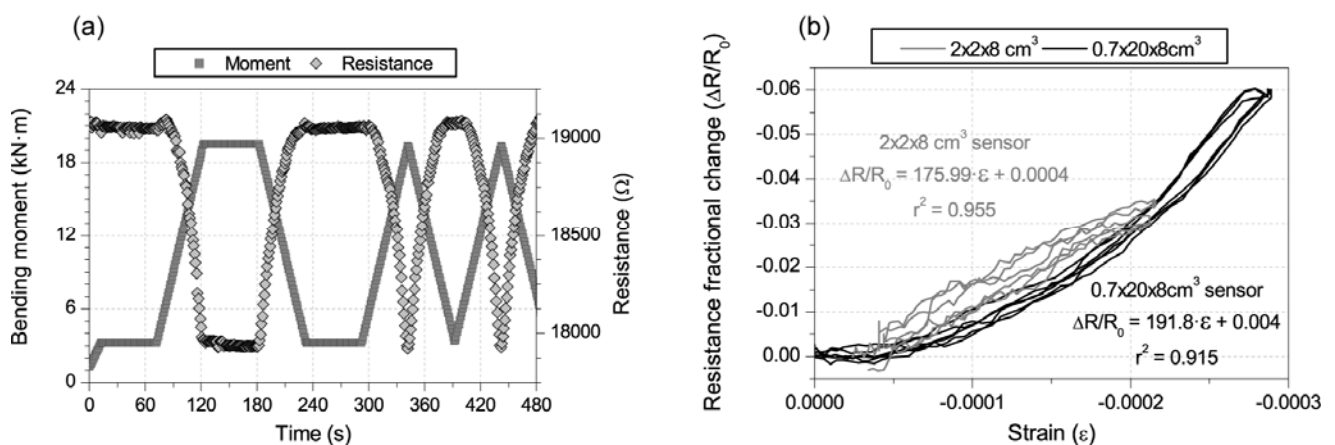 (a)
Moment
Resistance
Bending moment (kN·m)
24
18
12
6
0
19000
18500
18000
Resistance (Ω)
0 60 120 180 240 300 360 420 480
Time (s)
(b)
2x2x8 cm³
0.7x20x8cm³
Resistance fractional change (ΔR/R₀)
-0.06
-0.05
-0.04
-0.03
-0.02
-0.01
0.00
2x2x8 cm³ sensor
ΔR/R₀ = 175.99·ε + 0.0004
r² = 0.955
0.7x20x8cm³ sensor
ΔR/R₀ = 191.8·ε + 0.004
r² = 0.915
0.0000 -0.0001 -0.0002 -0.0003
Strain (ε)